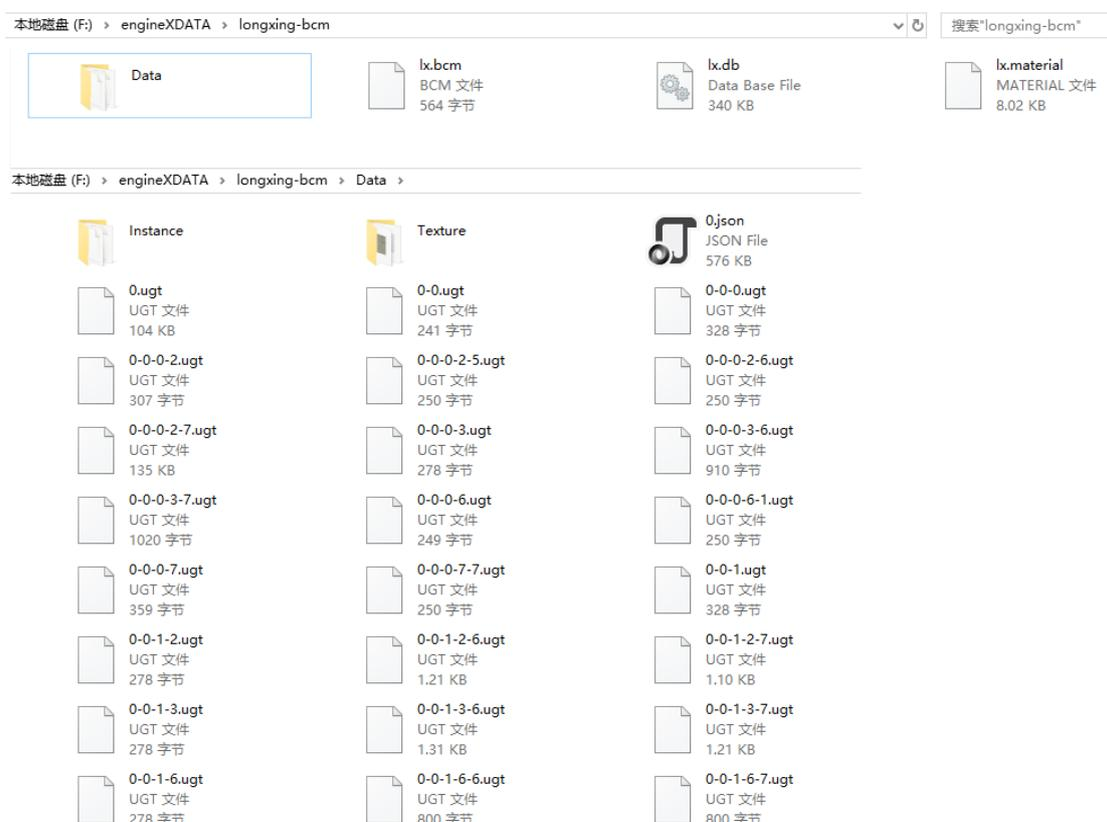 本地磁盘 (F:) › engineXDATA › longxing-bcm
搜索"longxing-bcm"
Data
lx.bcm
BCM 文件
564 字节
lx.db
Data Base File
340 KB
lx.material
MATERIAL 文件
8.02 KB
本地磁盘 (F:) › engineXDATA › longxing-bcm › Data ›
Instance
Texture
0.json
JSON File
576 KB
0.ugt
UGT 文件
104 KB
0-0.ugt
UGT 文件
241 字节
0-0-0.ugt
UGT 文件
328 字节
0-0-0-2.ugt
UGT 文件
307 字节
0-0-0-2-5.ugt
UGT 文件
250 字节
0-0-0-2-6.ugt
UGT 文件
250 字节
0-0-0-2-7.ugt
UGT 文件
135 KB
0-0-0-3.ugt
UGT 文件
278 字节
0-0-0-3-6.ugt
UGT 文件
910 字节
0-0-0-3-7.ugt
UGT 文件
1020 字节
0-0-0-6.ugt
UGT 文件
249 字节
0-0-0-6-1.ugt
UGT 文件
250 字节
0-0-0-7.ugt
UGT 文件
359 字节
0-0-0-7-7.ugt
UGT 文件
250 字节
0-0-1.ugt
UGT 文件
328 字节
0-0-1-2.ugt
UGT 文件
278 字节
0-0-1-2-6.ugt
UGT 文件
1.21 KB
0-0-1-2-7.ugt
UGT 文件
1.10 KB
0-0-1-3.ugt
UGT 文件
278 字节
0-0-1-3-6.ugt
UGT 文件
1.31 KB
0-0-1-3-7.ugt
UGT 文件
1.21 KB
0-0-1-6.ugt
UGT 文件
278 字节
0-0-1-6-6.ugt
UGT 文件
800 字节
0-0-1-6-7.ugt
UGT 文件
800 字节